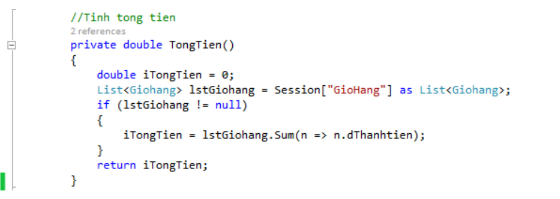 //Tinh tong tien
2 references
private double TongTien()
{
double iTongTien = 0;
List<Giohang> lstGiohang = Session["GioHang"] as List<Giohang>;
if (lstGiohang != null)
{
iTongTien = lstGiohang.Sum(n => n.dThanhtien);
}
return iTongTien;
}